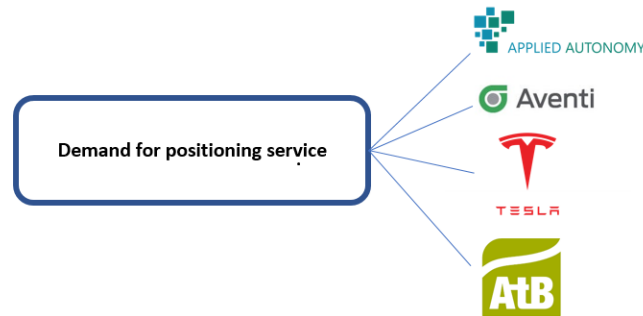 APPLIED AUTONOMY
Aventi
Demand for positioning service
TESLA
AtB